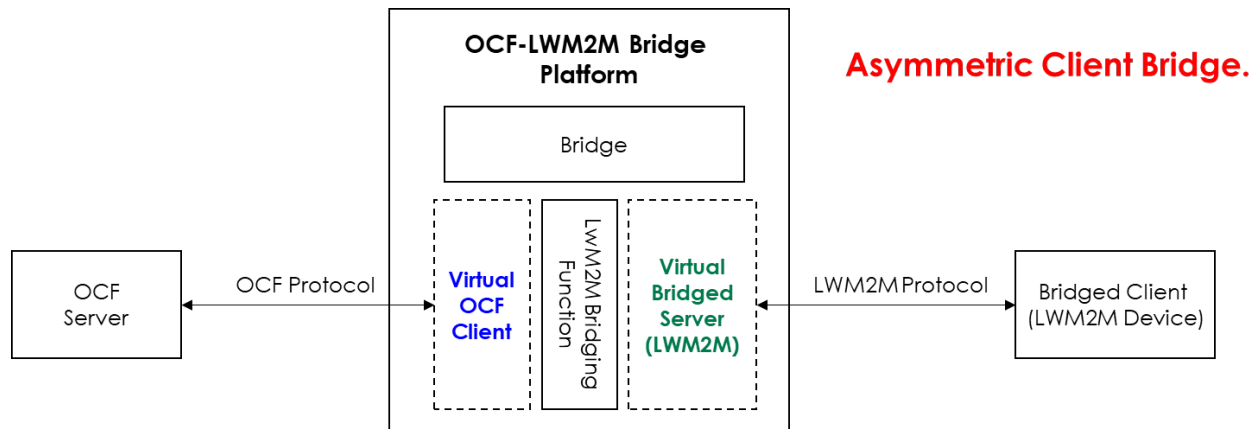 OCF-LWM2M Bridge
Platform
Asymmetric Client Bridge.
Bridge
OCF
Server
OCF Protocol
Virtual
OCF
Client
LwM2M Bridging
Function
Virtual
Bridged
Server
(LWM2M)
LWM2M Protocol
Bridged Client
(LWM2M Device)